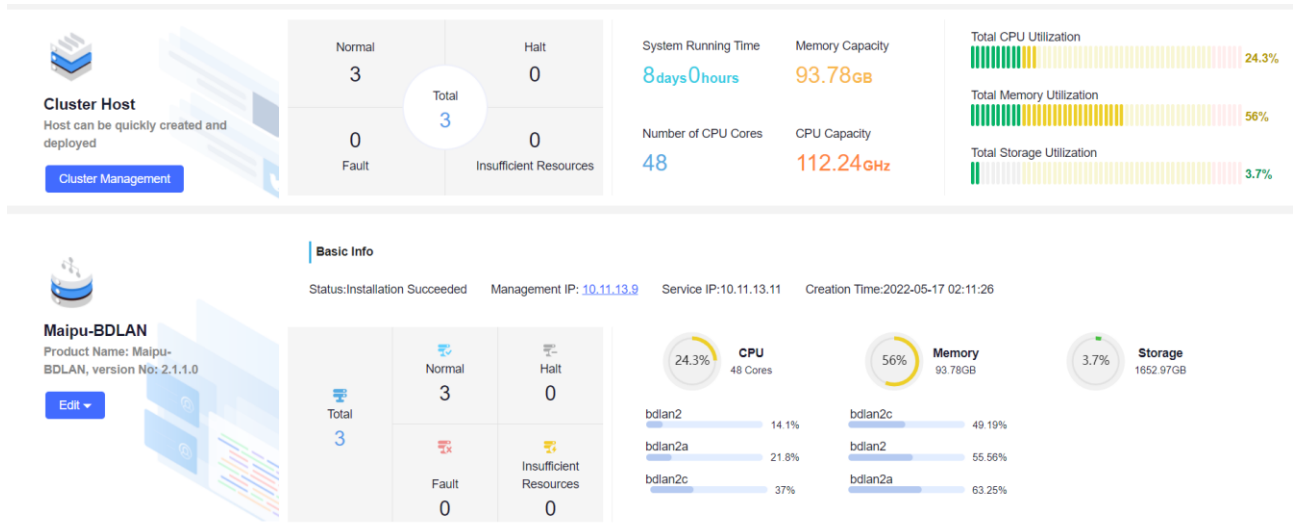 Cluster Host
Host can be quickly created and
deployed
Cluster Management
Normal
3
Halt
0
Total
3
0
Fault
0
Insufficient Resources
System Running Time
8days0hours
Memory Capacity
93.78GB
Number of CPU Cores
48
CPU Capacity
112.24GHz
Total CPU Utilization
24.3%
Total Memory Utilization
56%
Total Storage Utilization
3.7%
Maipu-BDLAN
Product Name: Maipu-
BDLAN, version No: 2.1.1.0
Edit
Basic Info
Status:Installation Succeeded Management IP: 10.11.13.9 Service IP:10.11.13.11 Creation Time:2022-05-17 02:11:26
Total
3
Normal
3
Halt
0
Fault
0
Insufficient
Resources
0
24.3%
CPU
48 Cores
bdlan2
14.1%
bdlan2a
21.8%
bdlan2c
37%
56%
Memory
93.78GB
bdlan2c
49.19%
bdlan2
55.56%
bdlan2a
63.25%
3.7%
Storage
1652.97GB